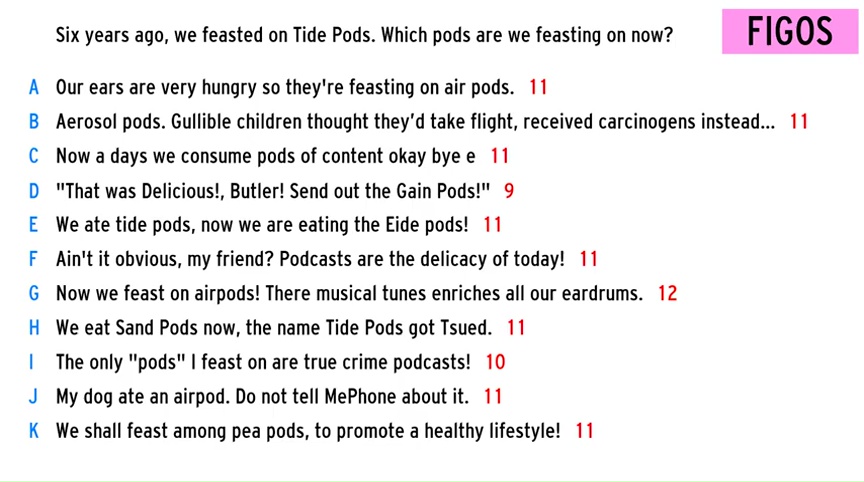 Six years ago, we feasted on Tide Pods. Which pods are we feasting on now?
FIGOS
A Our ears are very hungry so they're feasting on air pods. 11
B Aerosol pods. Gullible children thought they'd take flight, received carcinogens instead... 11
C Now a days we consume pods of content okay bye e 11
D "That was Delicious!, Butler! Send out the Gain Pods!" 9
E We ate tide pods, now we are eating the Eide pods! 11
F Ain't it obvious, my friend? Podcasts are the delicacy of today! 11
G Now we feast on airpods! There musical tunes enriches all our eardrums. 12
H We eat Sand Pods now, the name Tide Pods got Tsued. 11
I The only "pods" I feast on are true crime podcasts! 10
J My dog ate an airpod. Do not tell MePhone about it. 11
K We shall feast among pea pods, to promote a healthy lifestyle! 11